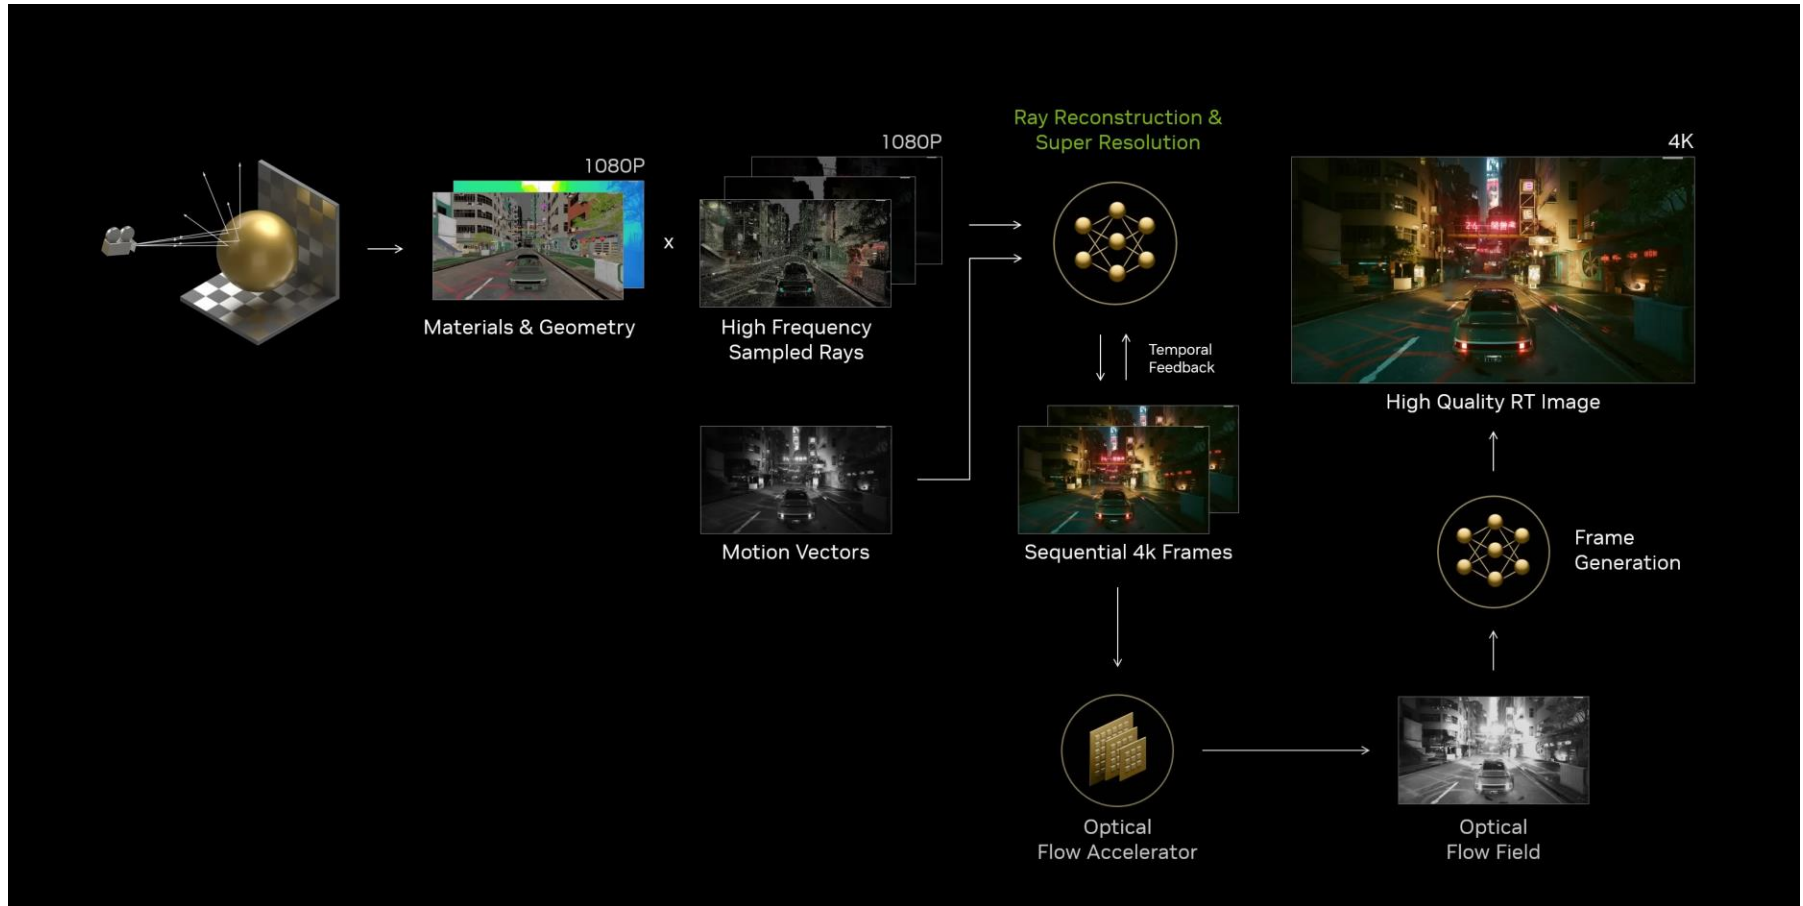 Ray Reconstruction &
Super Resolution
1080P
1080P
4K
x
Materials & Geometry
High Frequency
Sampled Rays
Temporal
Feedback
High Quality RT Image
Motion Vectors
Sequential 4k Frames
Frame
Generation
Optical
Flow Accelerator
Optical
Flow Field